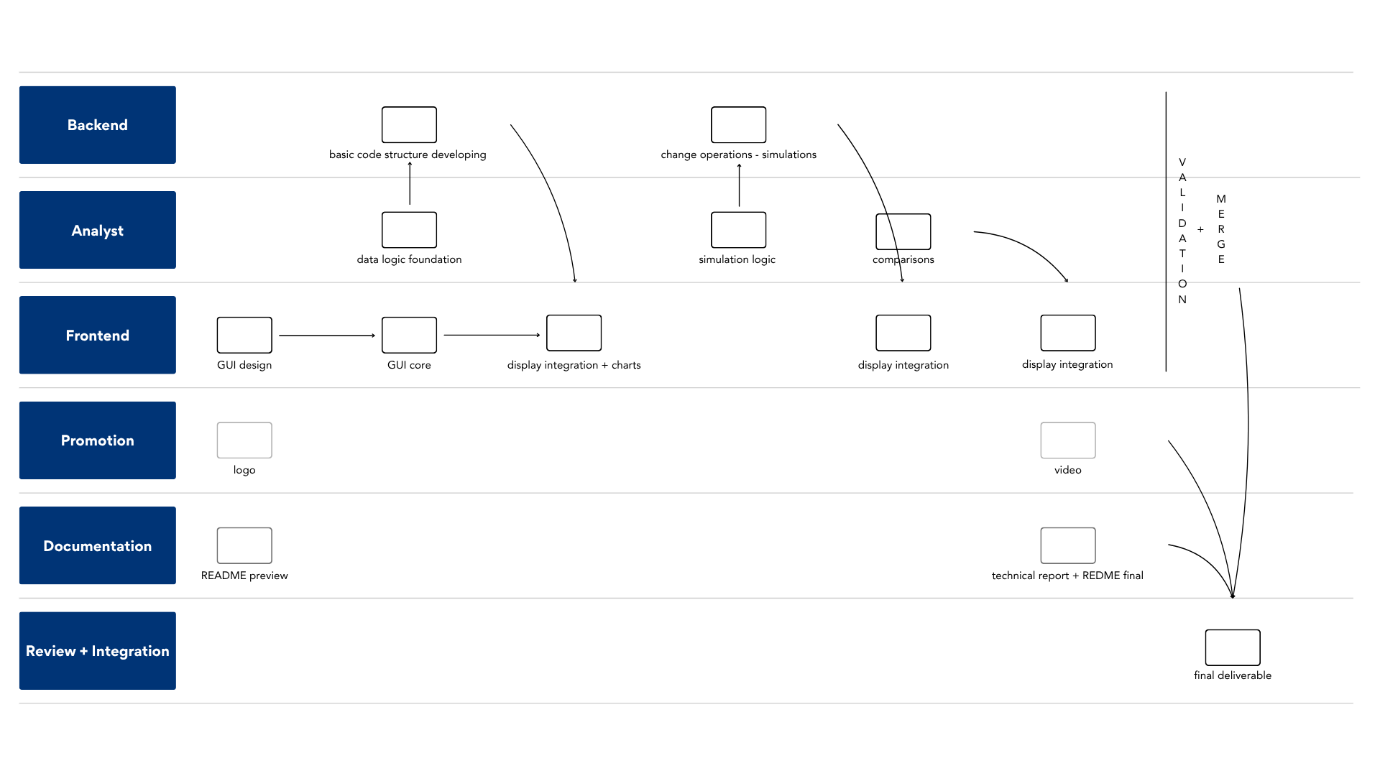 Backend
basic code structure developing
change operations - simulations
Analyst
data logic foundation
simulation logic
comparisons
VALIDATION
+
MERGE
Frontend
GUI design
GUI core
display integration + charts
display integration
display integration
Promotion
logo
video
Documentation
README preview
technical report + REDME final
Review + Integration
final deliverable